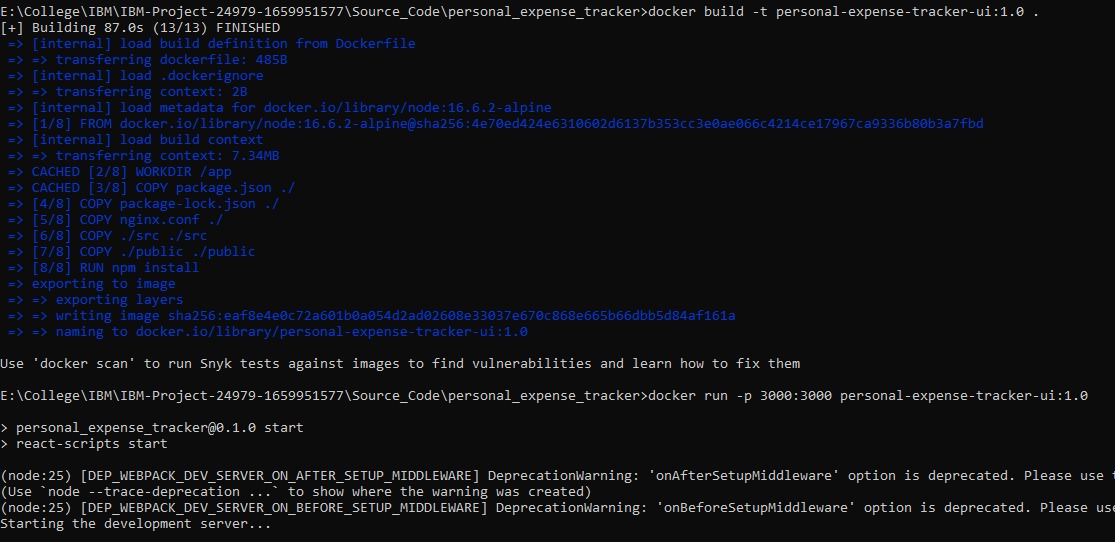 E:\College\IBM\IBM-Project-24979-1659951577\Source_Code\personal_expense_tracker>docker build -t personal-expense-tracker-ui:1.0 .
[+] Building 87.0s (13/13) FINISHED
=> [internal] load build definition from Dockerfile
=> => transferring dockerfile: 485B
=> [internal] load .dockerignore
=> => transferring context: 2B
=> [internal] load metadata for docker.io/library/node:16.6.2-alpine
=> [1/8] FROM docker.io/library/node:16.6.2-alpine@sha256:4e70ed424e6310602d6137b353cc3e0ae066c4214ce17967ca9336b80b3a7fbd
=> [internal] load build context
=> => transferring context: 7.34MB
=> CACHED [2/8] WORKDIR /app
=> CACHED [3/8] COPY package.json ./
=> [4/8] COPY package-lock.json ./
=> [5/8] COPY nginx.conf ./
=> [6/8] COPY ./src ./src
=> [7/8] COPY ./public ./public
=> [8/8] RUN npm install
=> exporting to image
=> => exporting layers
=> => writing image sha256:eaf8e4e0c72a601b0a054d2ad02608e33037e670c868e665b66dbb5d84af161a
=> => naming to docker.io/library/personal-expense-tracker-ui:1.0
Use 'docker scan' to run Snyk tests against images to find vulnerabilities and learn how to fix them
E:\College\IBM\IBM-Project-24979-1659951577\Source_Code\personal_expense_tracker>docker run -p 3000:3000 personal-expense-tracker-ui:1.0
> personal_expense_tracker@0.1.0 start
> react-scripts start
(node:25) [DEP_WEBPACK_DEV_SERVER_ON_AFTER_SETUP_MIDDLEWARE] DeprecationWarning: 'onAfterSetupMiddleware' option is deprecated. Please use
(Use `node --trace-deprecation ...` to show where the warning was created)
(node:25) [DEP_WEBPACK_DEV_SERVER_ON_BEFORE_SETUP_MIDDLEWARE] DeprecationWarning: 'onBeforeSetupMiddleware' option is deprecated. Please use
Starting the development server...